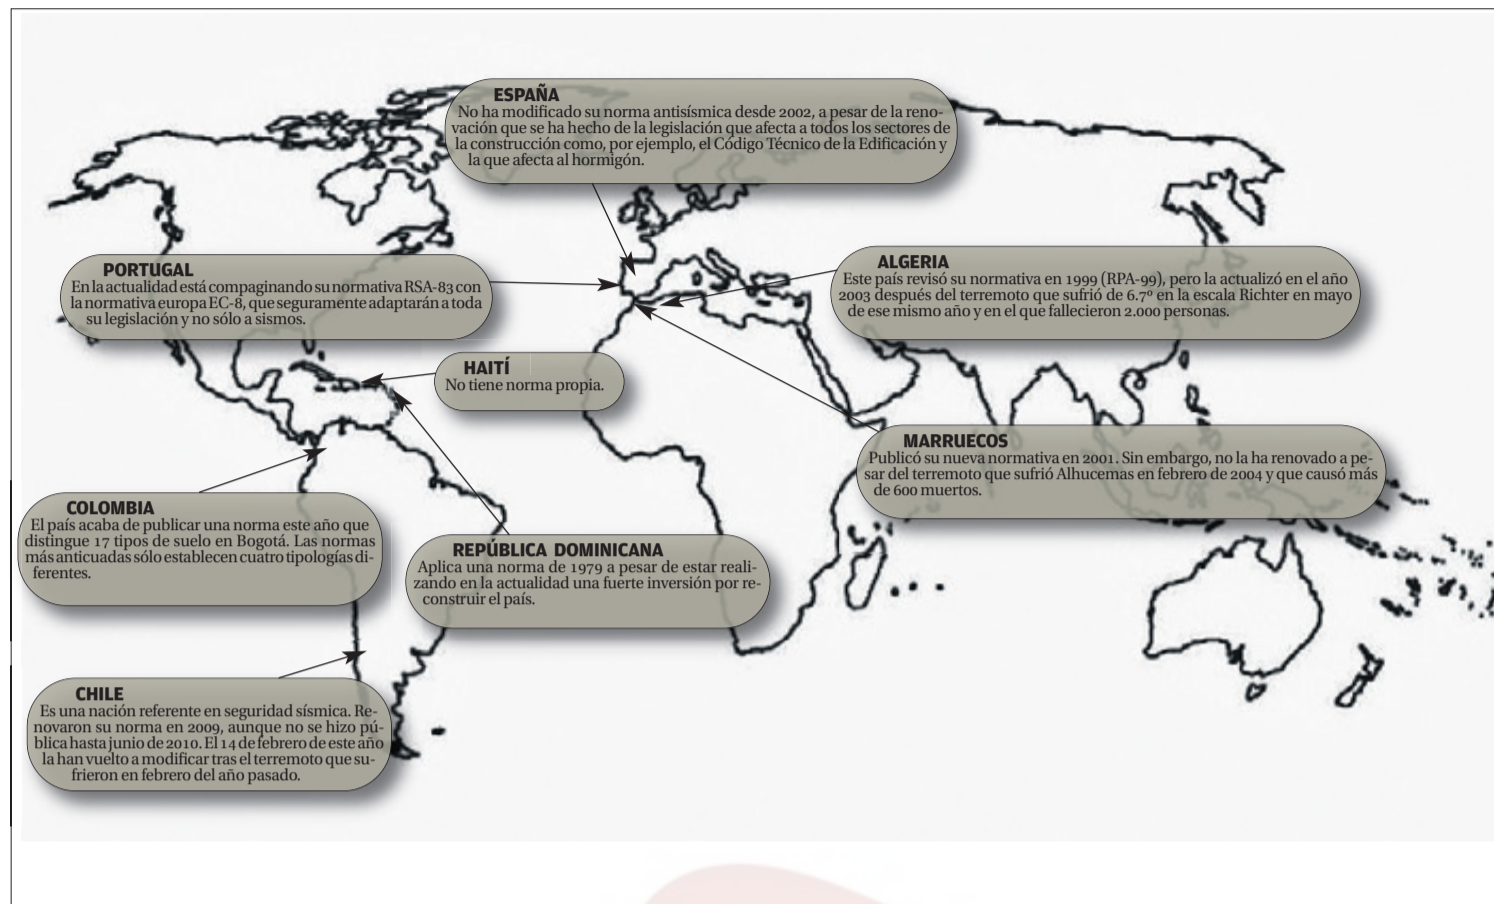 ESPAÑA
No ha modificado su norma antisísmica desde 2002, a pesar de la reno-
vación que se ha hecho de la legislación que afecta a todos los sectores de
la construcción como, por ejemplo, el Código Técnico de la Edificación y
la que afecta al hormigón.
PORTUGAL
En la actualidad está compaginando su normativa RSA-83 con
la normativa europa EC-8, que seguramente adaptarán a toda
su legislación y no sólo a sismos.
ALGERIA
Este país revisó su normativa en 1999 (RPA-99), pero la actualizó en el año
2003 después del terremoto que sufrió de 6.7º en la escala Richter en mayo
de ese mismo año y en el que fallecieron 2.000 personas.
HAITÍ
No tiene norma propia.
MARRUECOS
Publicó su nueva normativa en 2001. Sin embargo, no la ha renovado a pe-
sar del terremoto que sufrió Alhucemas en febrero de 2004 y que causó más
de 600 muertos.
COLOMBIA
El país acaba de publicar una norma este año que
distingue 17 tipos de suelo en Bogotá. Las normas
más anticuadas sólo establecen cuatro tipologías di-
ferentes.
REPÚBLICA DOMINICANA
Aplica una norma de 1979 a pesar de estar reali-
zando en la actualidad una fuerte inversión por re-
construir el país.
CHILE
Es una nación referente en seguridad sísmica. Re-
novaron su norma en 2009, aunque no se hizo pú-
blica hasta junio de 2010. El 14 de febrero de este año
la han vuelto a modificar tras el terremoto que su-
frieron en febrero del año pasado.